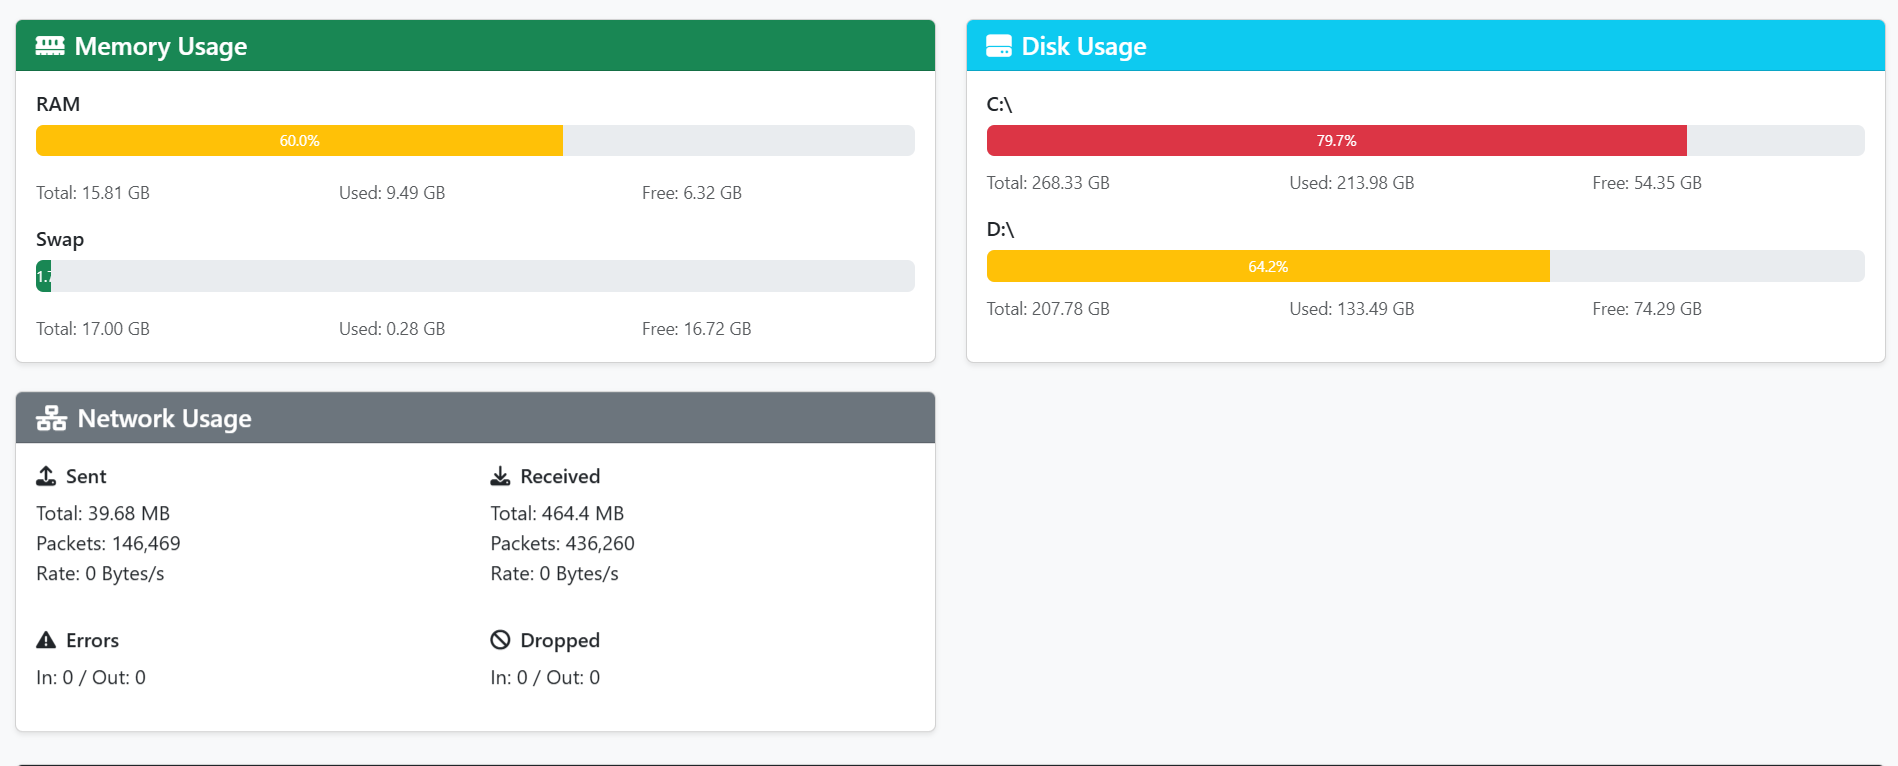 Memory Usage
RAM
60.0%
Total: 15.81 GB Used: 9.49 GB Free: 6.32 GB
Swap
1.7
Total: 17.00 GB Used: 0.28 GB Free: 16.72 GB
Disk Usage
C:\
79.7%
Total: 268.33 GB Used: 213.98 GB Free: 54.35 GB
D:\
64.2%
Total: 207.78 GB Used: 133.49 GB Free: 74.29 GB
Network Usage
Sent
Total: 39.68 MB
Packets: 146,469
Rate: 0 Bytes/s
Received
Total: 464.4 MB
Packets: 436,260
Rate: 0 Bytes/s
Errors
In: 0 / Out: 0
Dropped
In: 0 / Out: 0